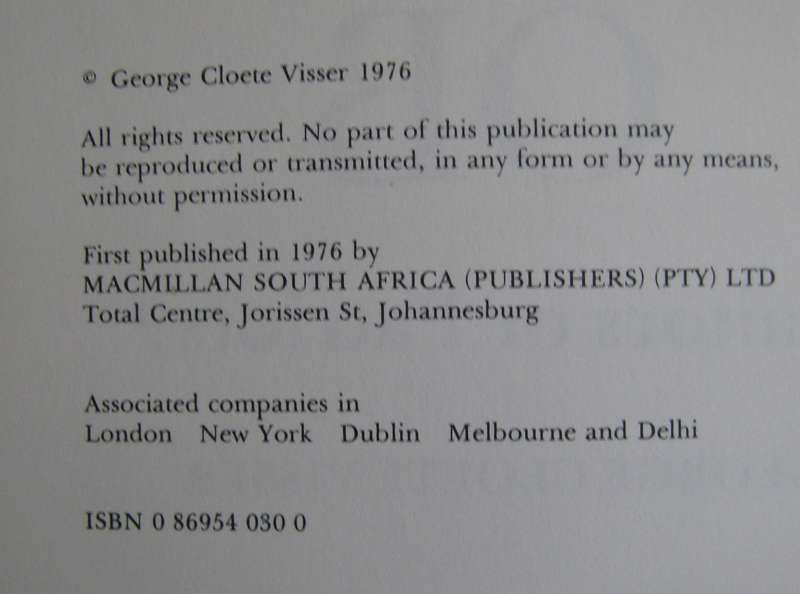 © George Cloete Visser 1976
All rights reserved. No part of this publication may
be reproduced or transmitted, in any form or by any means,
without permission.
First published in 1976 by
MACMILLAN SOUTH AFRICA (PUBLISHERS) (PTY) LTD
Total Centre, Jorissen St, Johannesburg
Associated companies in
London New York Dublin Melbourne and Delhi
ISBN 0 86954 030 0